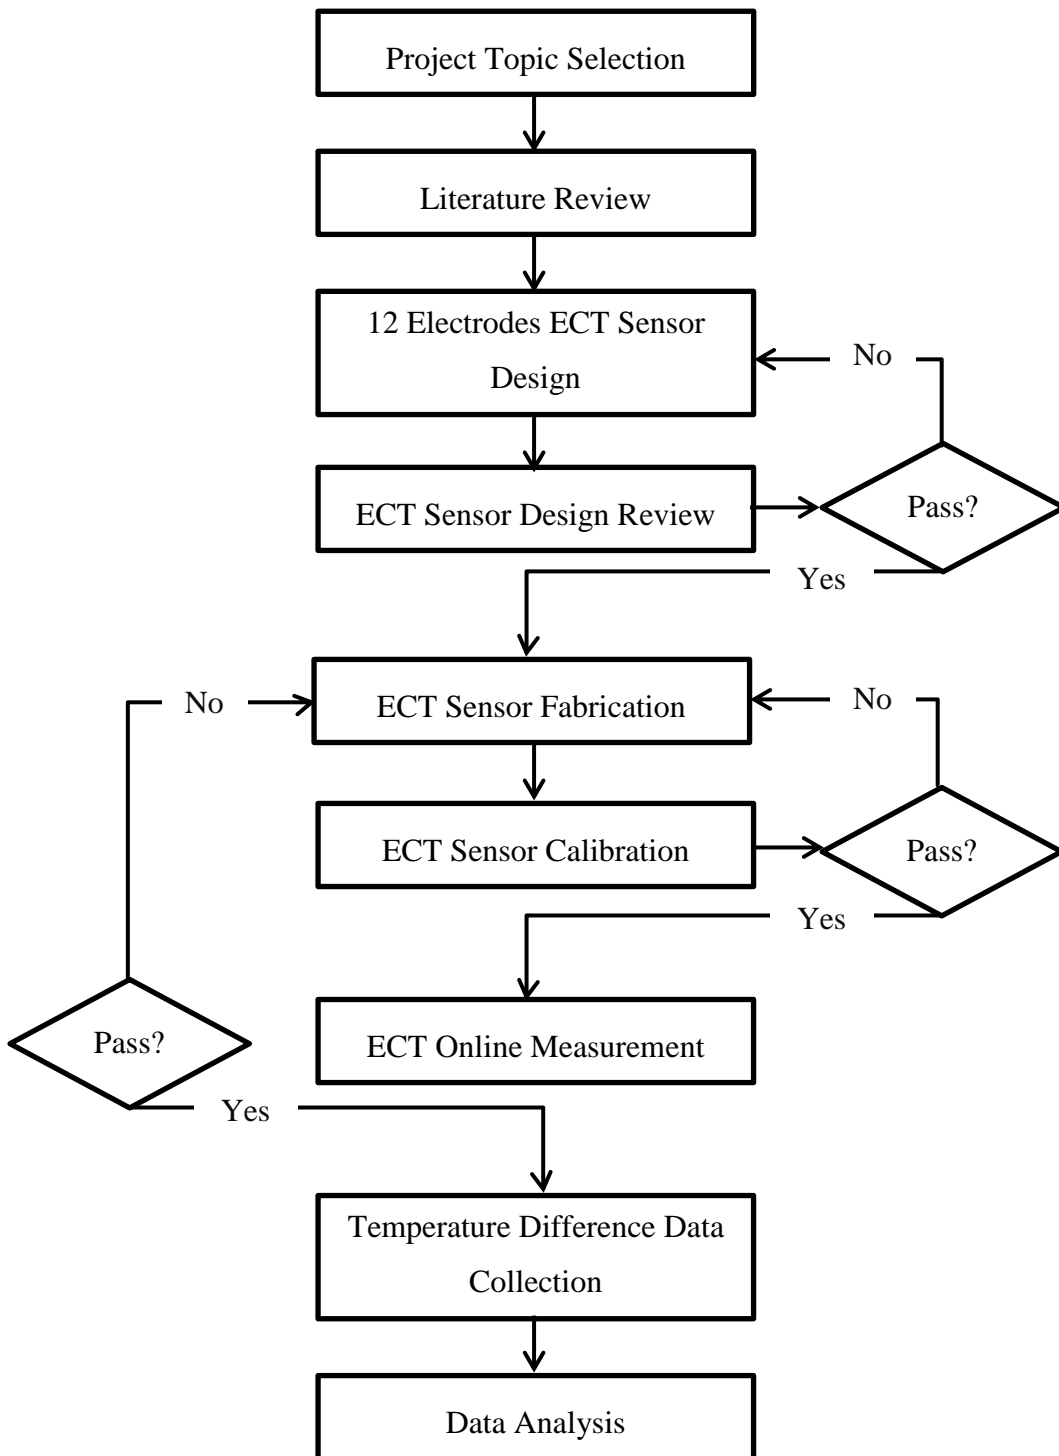 Project Topic Selection
Literature Review
12 Electrodes ECT Sensor
Design
No
ECT Sensor Design Review
Pass?
Yes
No
ECT Sensor Fabrication
No
ECT Sensor Calibration
Pass?
Yes
Pass?
ECT Online Measurement
Yes
Temperature Difference Data
Collection
Data Analysis